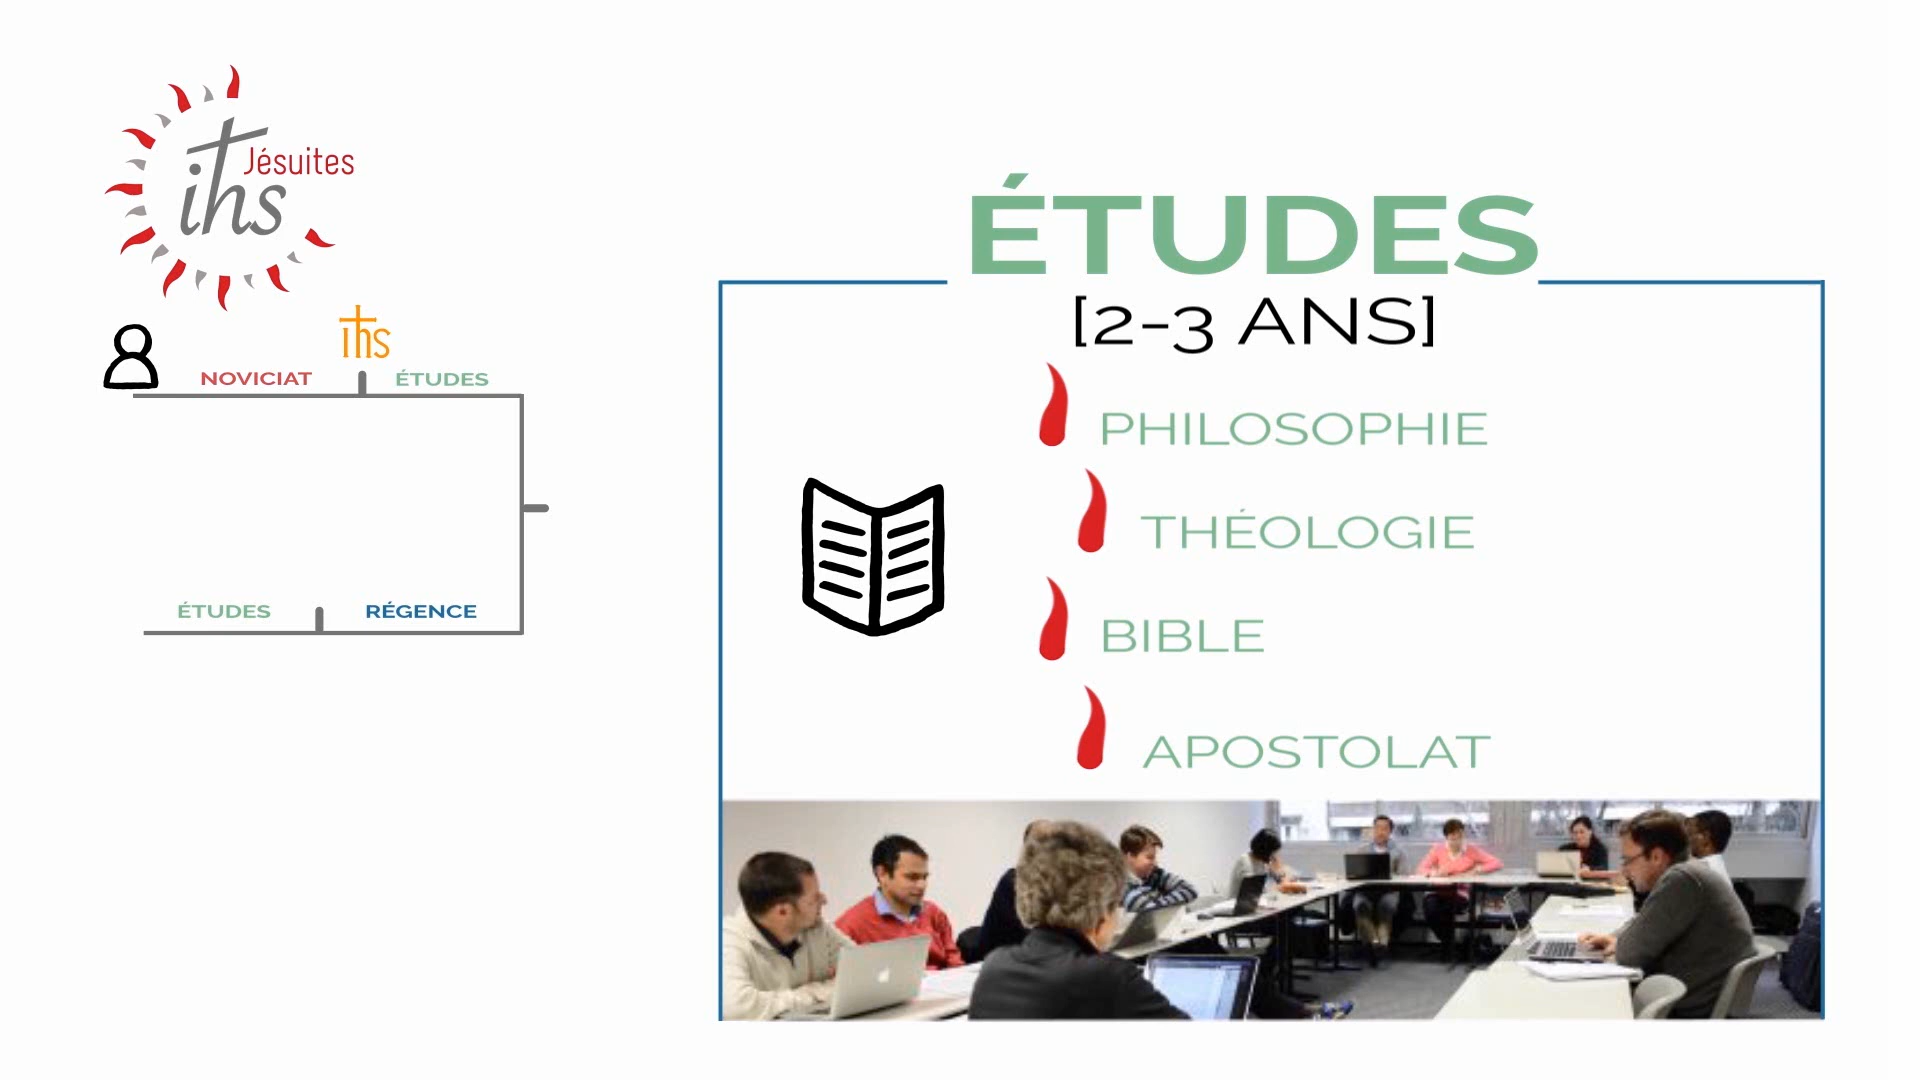 Jésuites
ihs
ihs
NOVICIAT
ÉTUDES
ÉTUDES
RÉGENCE
ÉTUDES
[2-3 ANS]
PHILOSOPHIE
THÉOLOGIE
BIBLE
APOSTOLAT